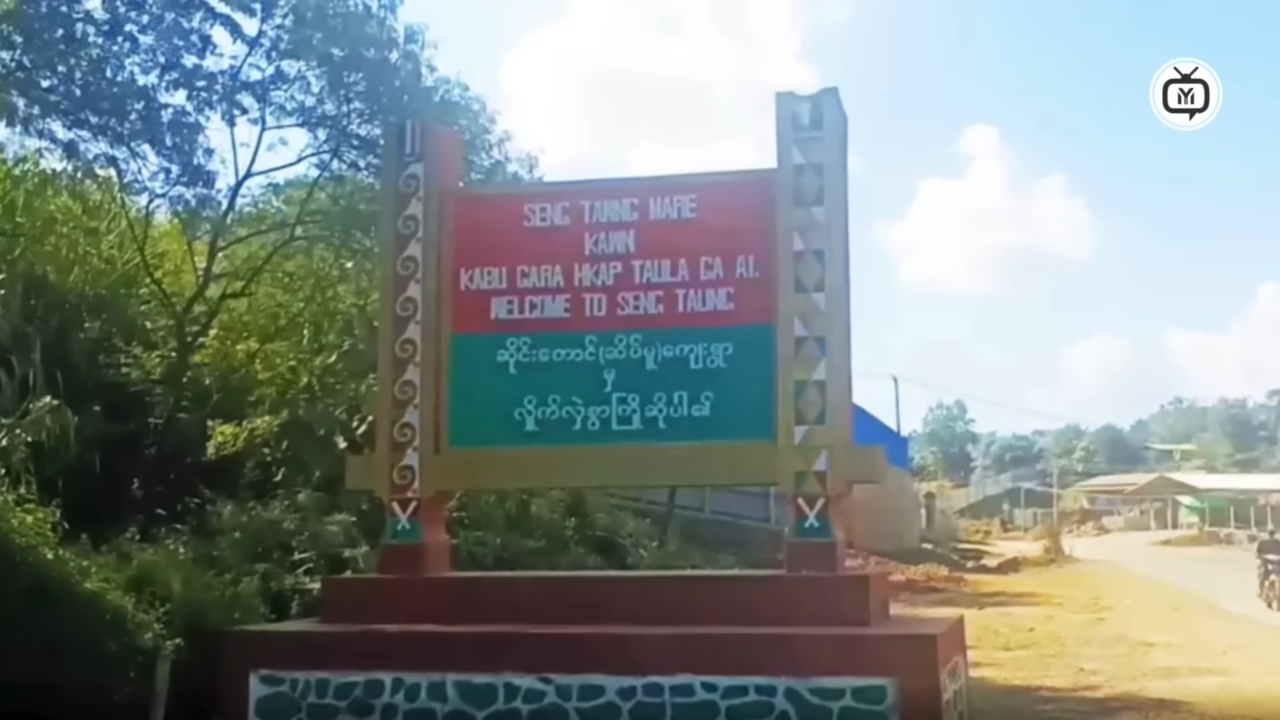 SENG TAWNG MARE
KAWN
KABU GARA HKAP TAULA GA AI.
WELCOME TO SENG TAUNG
ဆိုင်းတောင်(ဆိပ်မူ)ကျေးရွာ
မှ
လှိုက်လှဲစွာကြိုဆိုပါ၏